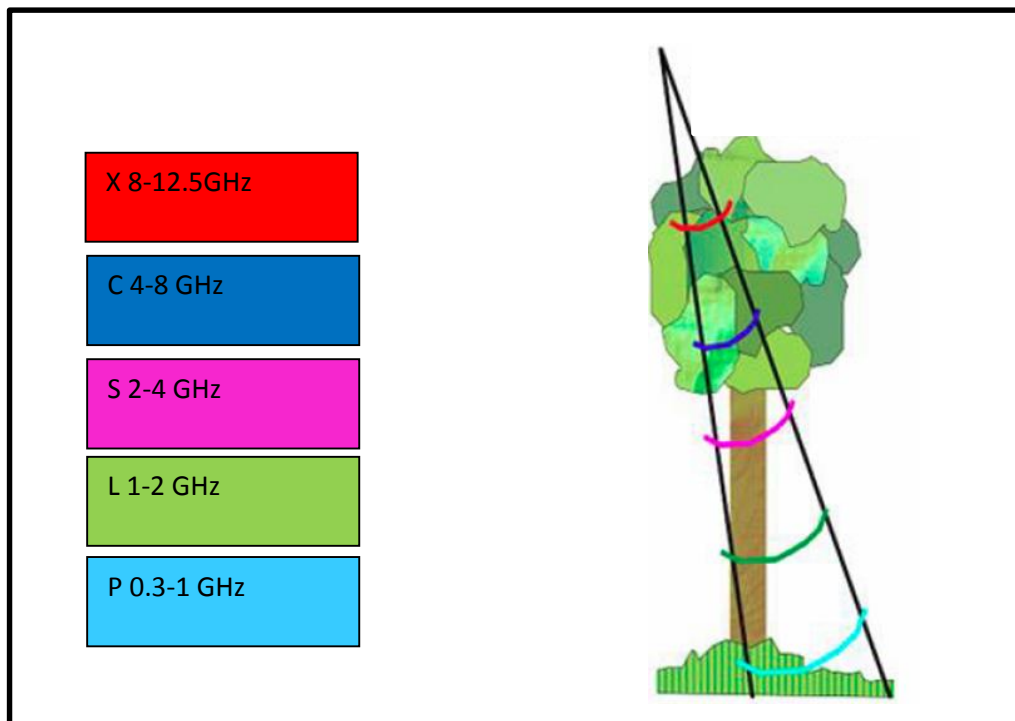 X 8-12.5GHz
C 4-8 GHz
S 2-4 GHz
L 1-2 GHz
P 0.3-1 GHz